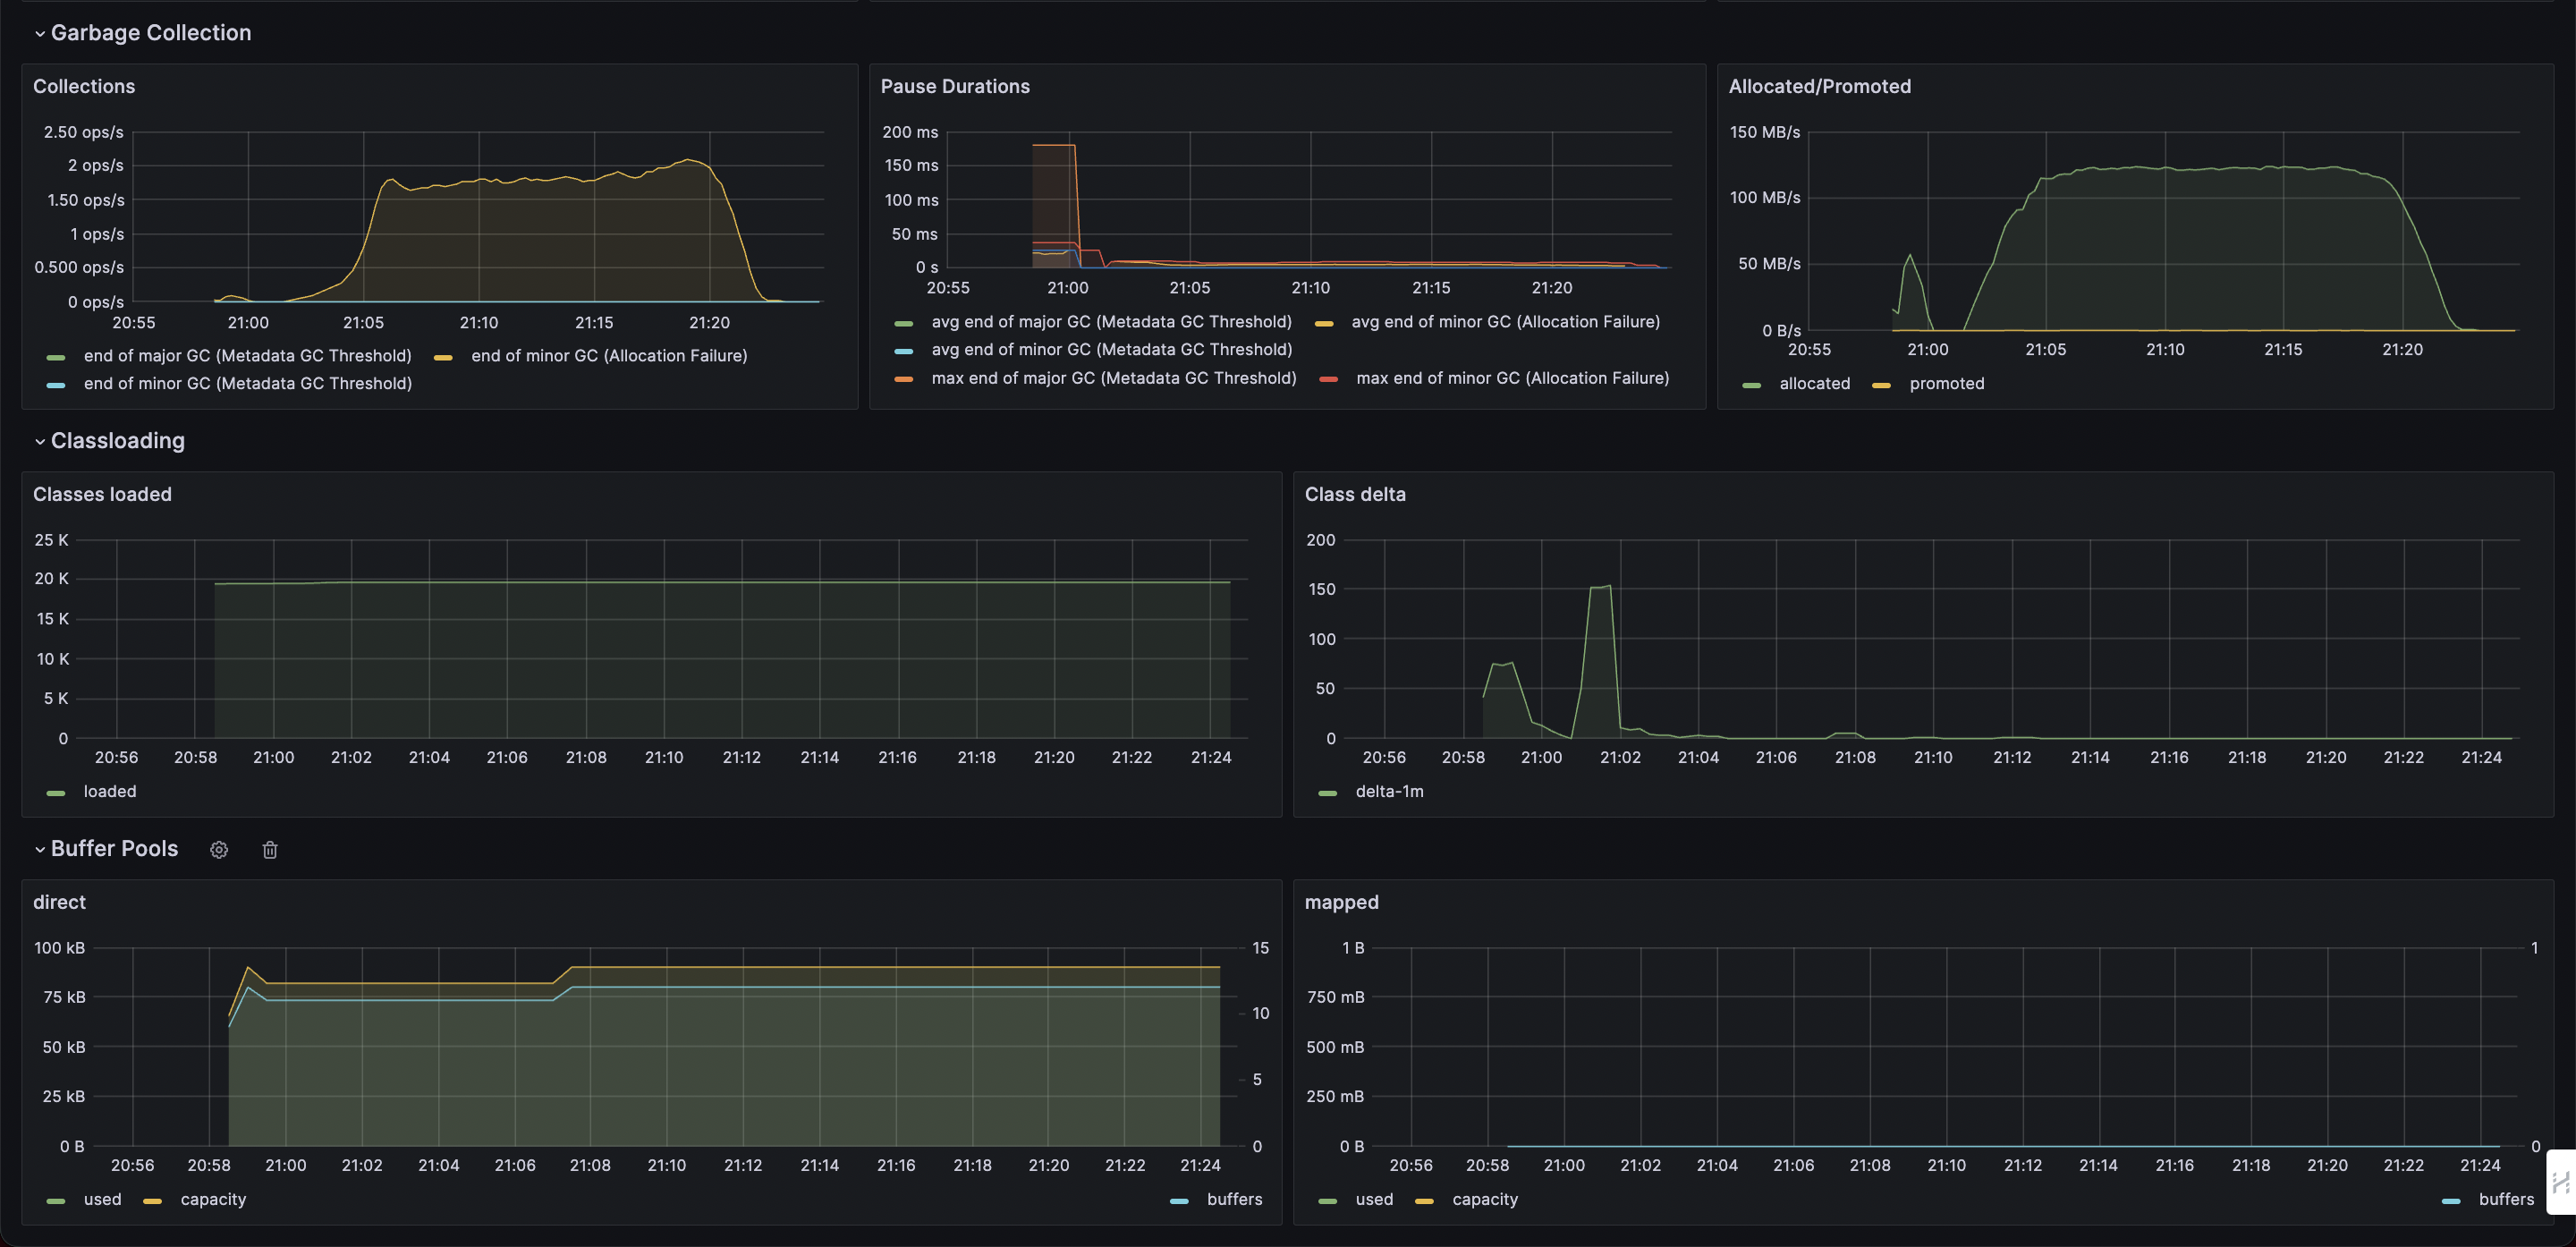 Garbage Collection
Collections
2.50 ops/s
2 ops/s
1.50 ops/s
1 ops/s
0.500 ops/s
0 ops/s
20:55 21:00 21:05 21:10 21:15 21:20
end of major GC (Metadata GC Threshold) end of minor GC (Allocation Failure)
end of minor GC (Metadata GC Threshold)
Pause Durations
200 ms
150 ms
100 ms
50 ms
0 s
20:55 21:00 21:05 21:10 21:15 21:20
avg end of major GC (Metadata GC Threshold) avg end of minor GC (Allocation Failure)
avg end of minor GC (Metadata GC Threshold)
max end of major GC (Metadata GC Threshold) max end of minor GC (Allocation Failure)
Allocated/Promoted
150 MB/s
100 MB/s
50 MB/s
0 B/s
20:55 21:00 21:05 21:10 21:15 21:20
allocated promoted
Classloading
Classes loaded
25 K
20 K
15 K
10 K
5 K
0
20:56 20:58 21:00 21:02 21:04 21:06 21:08 21:10 21:12 21:14 21:16 21:18 21:20 21:22 21:24
loaded
Class delta
200
150
100
50
0
20:56 20:58 21:00 21:02 21:04 21:06 21:08 21:10 21:12 21:14 21:16 21:18 21:20 21:22 21:24
delta-1m
Buffer Pools
direct
100 kB 15
75 kB
10
50 kB
5
25 kB
0 B 0
20:56 20:58 21:00 21:02 21:04 21:06 21:08 21:10 21:12 21:14 21:16 21:18 21:20 21:22 21:24
used capacity buffers
mapped
1 B 1
750 mB
500 mB
250 mB
0 B 0
20:56 20:58 21:00 21:02 21:04 21:06 21:08 21:10 21:12 21:14 21:16 21:18 21:20 21:22 21:24
used capacity buffers